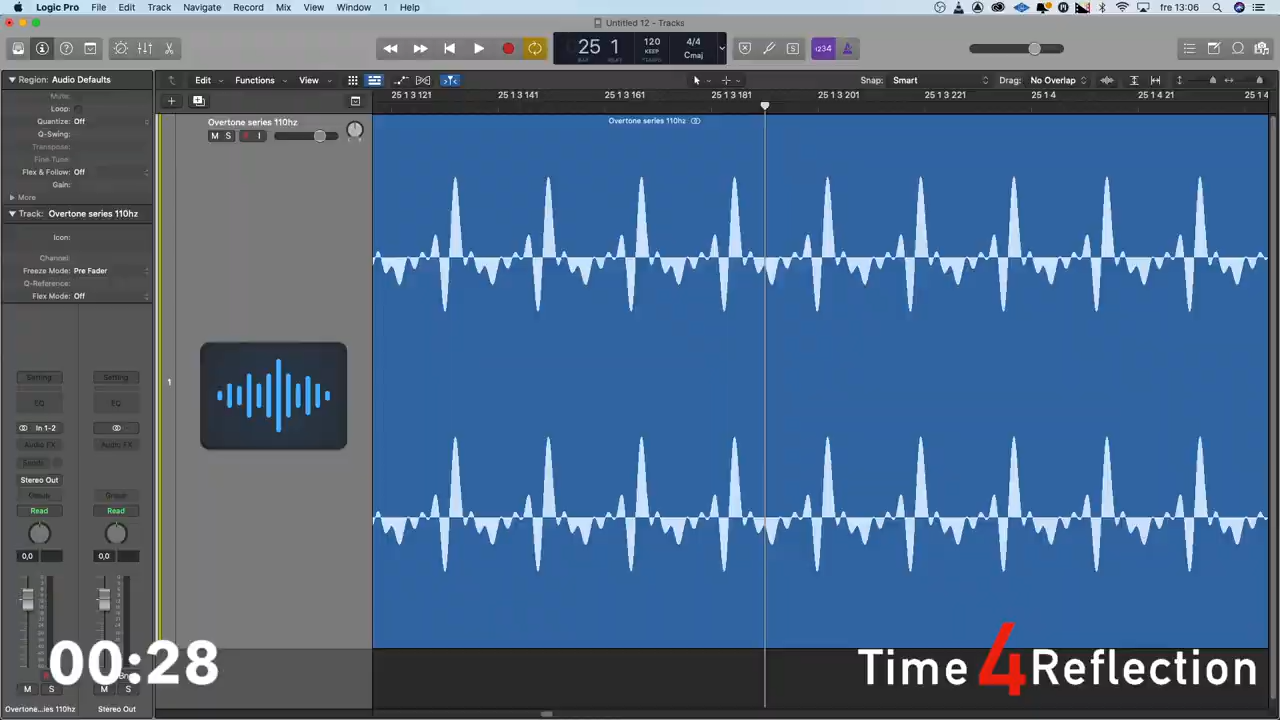 Logic Pro File Edit Track Navigate Record Mix View Window 1 Help fre 13:06
Untitled 12 - Tracks
25 1 120 4/4
BAR BEAT KEEP TEMPO Cmaj
1234
Region: Audio Defaults
Edit Functions View Snap: Smart Drag: No Overlap
Mute:
Loop:
Quantize: Off
Q-Swing:
Transpose:
Fine Tune:
Flex & Follow: Off
Gain:
More
Track: Overtone series 110hz
Icon:
Channel:
Freeze Mode: Pre Fader
Q-Reference:
Flex Mode: Off
25 1 3 121 25 1 3 141 25 1 3 161 25 1 3 181 25 1 3 201 25 1 3 221 25 1 4 25 1 4 21 25 1 4
Overtone series 110hz
M S R I
Overtone series 110hz
1
Setting Setting
EQ EQ
In 1-2
Audio FX Audio FX
Sends
Stereo Out
Group Group
Read Read
0,0 0,0
M S M S
Overtone...ies 110hz Stereo Out
00:28
Time 4 Reflection